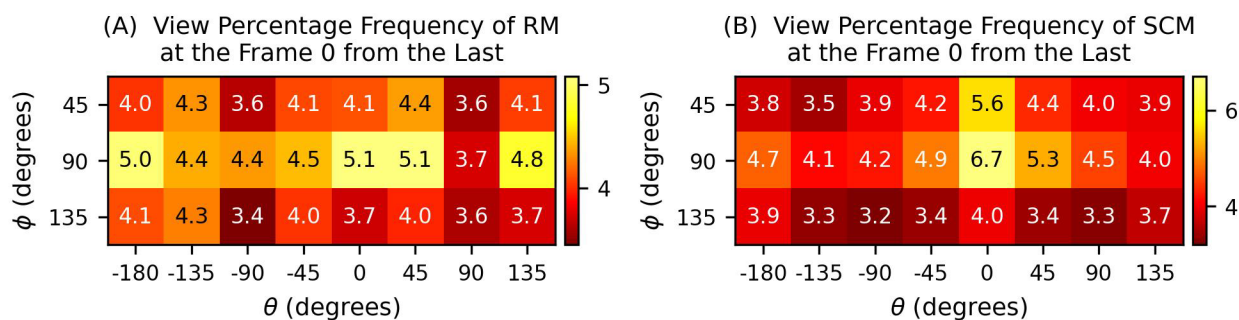 (A)  View Percentage Frequency of RM
at the Frame 0 from the Last
ϕ (degrees)
45 4.0 4.3 3.6 4.1 4.1 4.4 3.6 4.1
90 5.0 4.4 4.4 4.5 5.1 5.1 3.7 4.8
135 4.1 4.3 3.4 4.0 3.7 4.0 3.6 3.7
-180 -135 -90 -45 0 45 90 135
θ (degrees)
5
4
(B)  View Percentage Frequency of SCM
at the Frame 0 from the Last
ϕ (degrees)
45 3.8 3.5 3.9 4.2 5.6 4.4 4.0 3.9
90 4.7 4.1 4.2 4.9 6.7 5.3 4.5 4.0
135 3.9 3.3 3.2 3.4 4.0 3.4 3.3 3.7
-180 -135 -90 -45 0 45 90 135
θ (degrees)
6
4